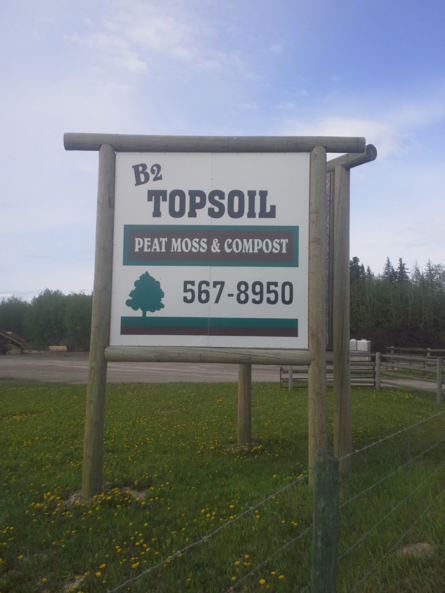 B2
TOPSOIL
PEAT MOSS & COMPOST
567-8950